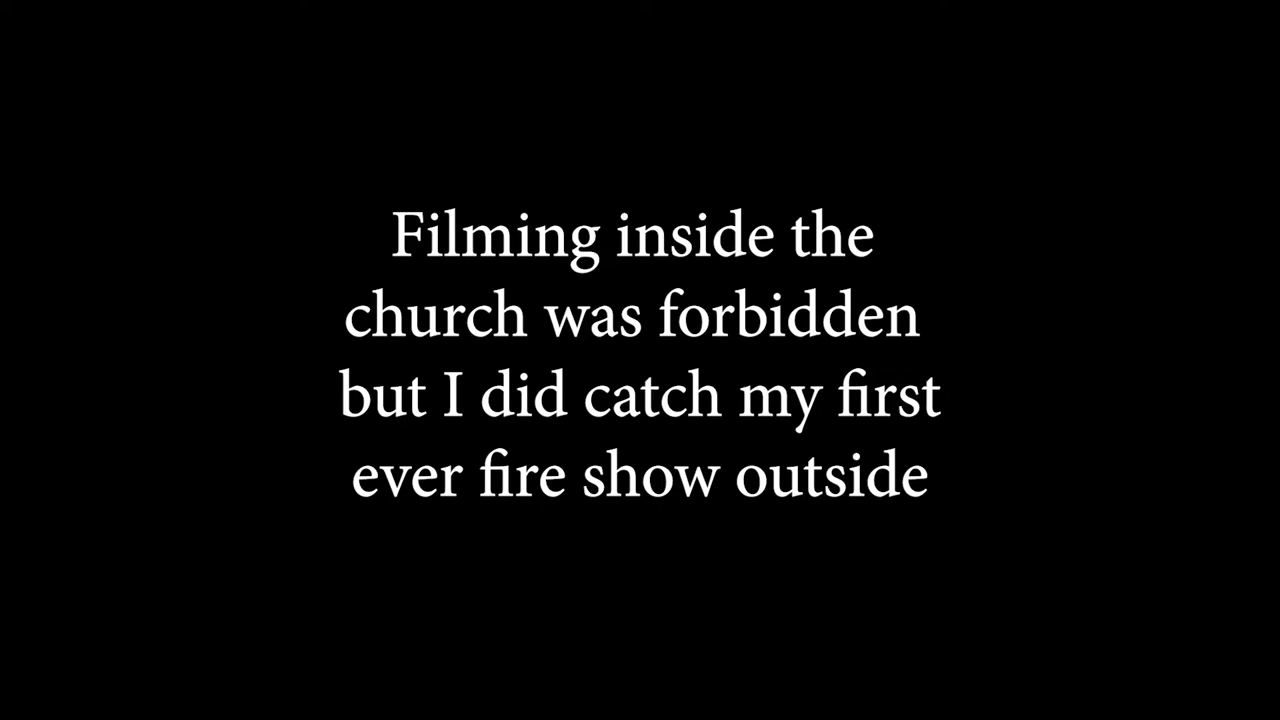 Filming inside the
church was forbidden
but I did catch my first
ever fire show outside